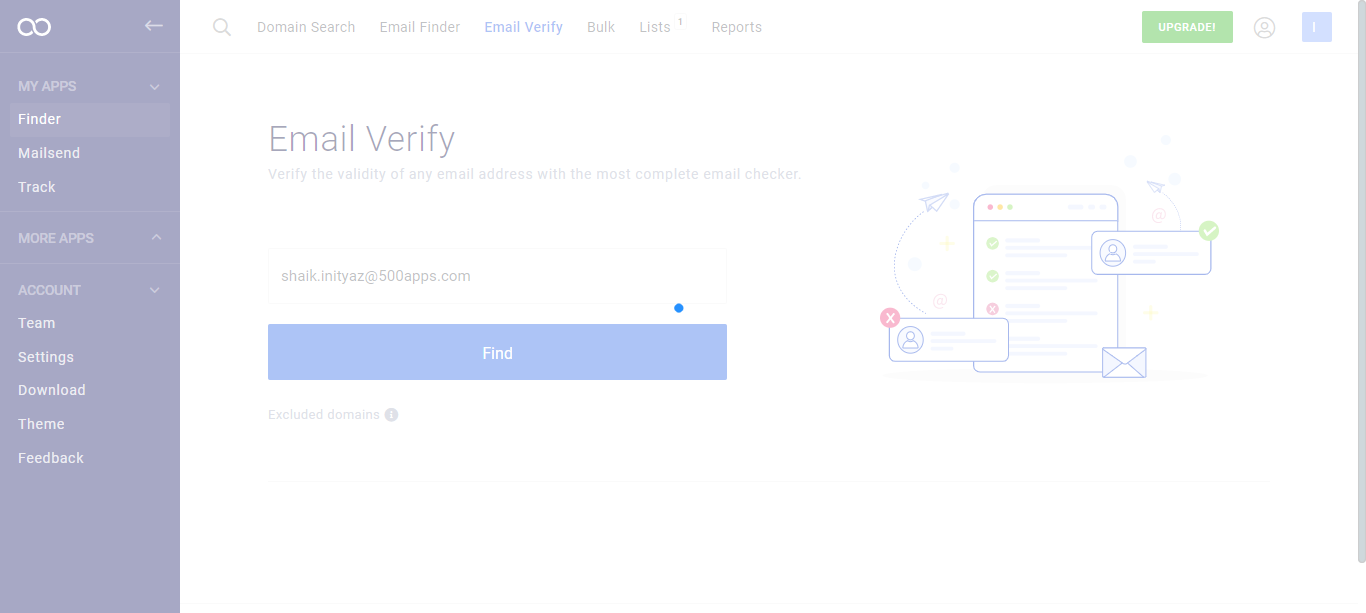 Domain Search Email Finder Email Verify Bulk Lists 1 Reports UPGRADE! I
MY APPS
Finder
Mailsend
Track
MORE APPS
ACCOUNT
Team
Settings
Download
Theme
Feedback
Email Verify
Verify the validity of any email address with the most complete email checker.
shaik.inityaz@500apps.com
Find
Excluded domains i
@
@
X
X